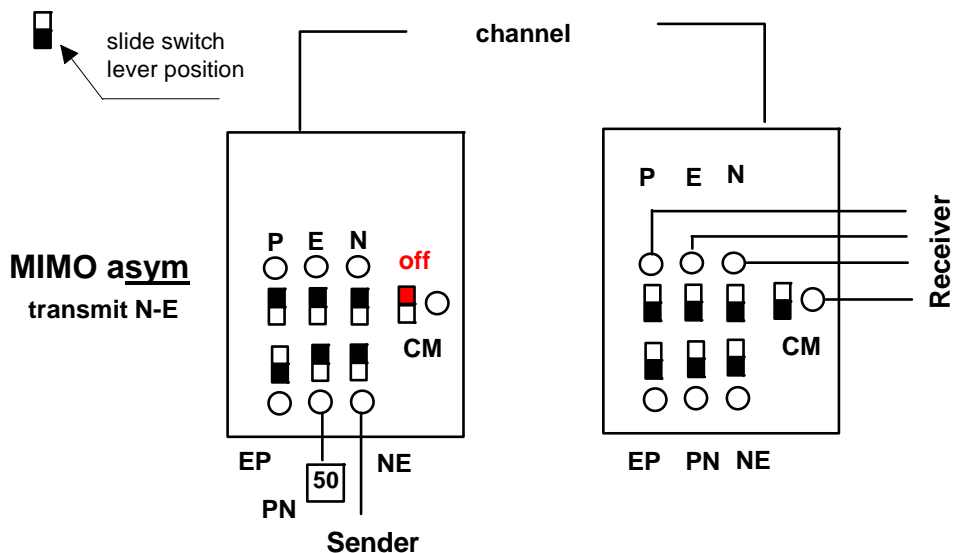 slide switch
lever position
channel
P E N
P E N
off
MIMO asym
transmit N-E
CM
CM
Receiver
EP
NE
50
PN
EP PN NE
Sender